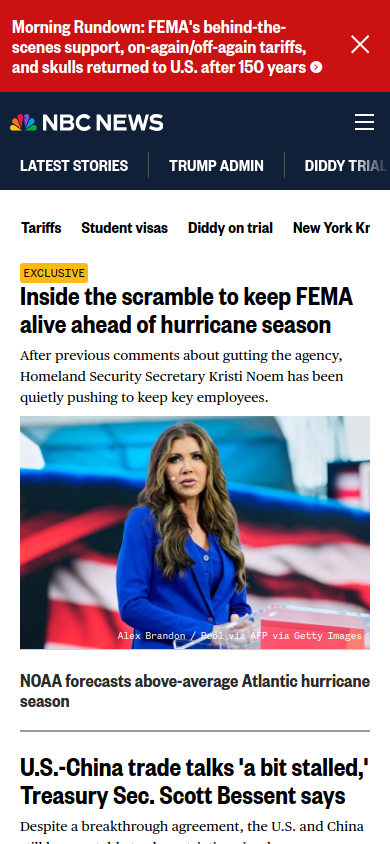 Morning Rundown: FEMA's behind-the-
scenes support, on-again/off-again tariffs,
and skulls returned to U.S. after 150 years
NBC NEWS
LATEST STORIES
TRUMP ADMIN
DIDDY TRIAL
Tariffs
Student visas
Diddy on trial
New York Kr
EXCLUSIVE
Inside the scramble to keep FEMA
alive ahead of hurricane season
After previous comments about gutting the agency,
Homeland Security Secretary Kristi Noem has been
quietly pushing to keep key employees.
Alex Brandon / Pool via AFP via Getty Images
NOAA forecasts above-average Atlantic hurricane
season
U.S.-China trade talks 'a bit stalled,'
Treasury Sec. Scott Bessent says
Despite a breakthrough agreement, the U.S. and China